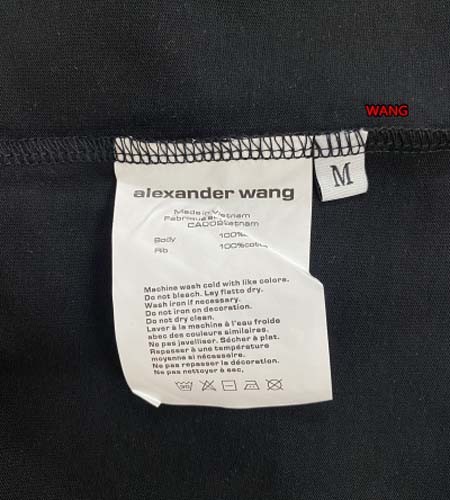 WANG
alexander wang
M
Made in Vietnam
Body 100%
Rib 100%
Machine wash cold with like colors.
Do not bleach. Lay flat to dry.
Wash iron if necessary.
Do not iron on decoration.
Do not dry clean.
Laver à la machine à l'eau froide
avec des couleurs similaires.
Ne pas javelliser. Sécher à plat.
Repasser à une température
moyenne si nécessaire.
Ne pas repasser la décoration.
Ne pas nettoyer à sec.